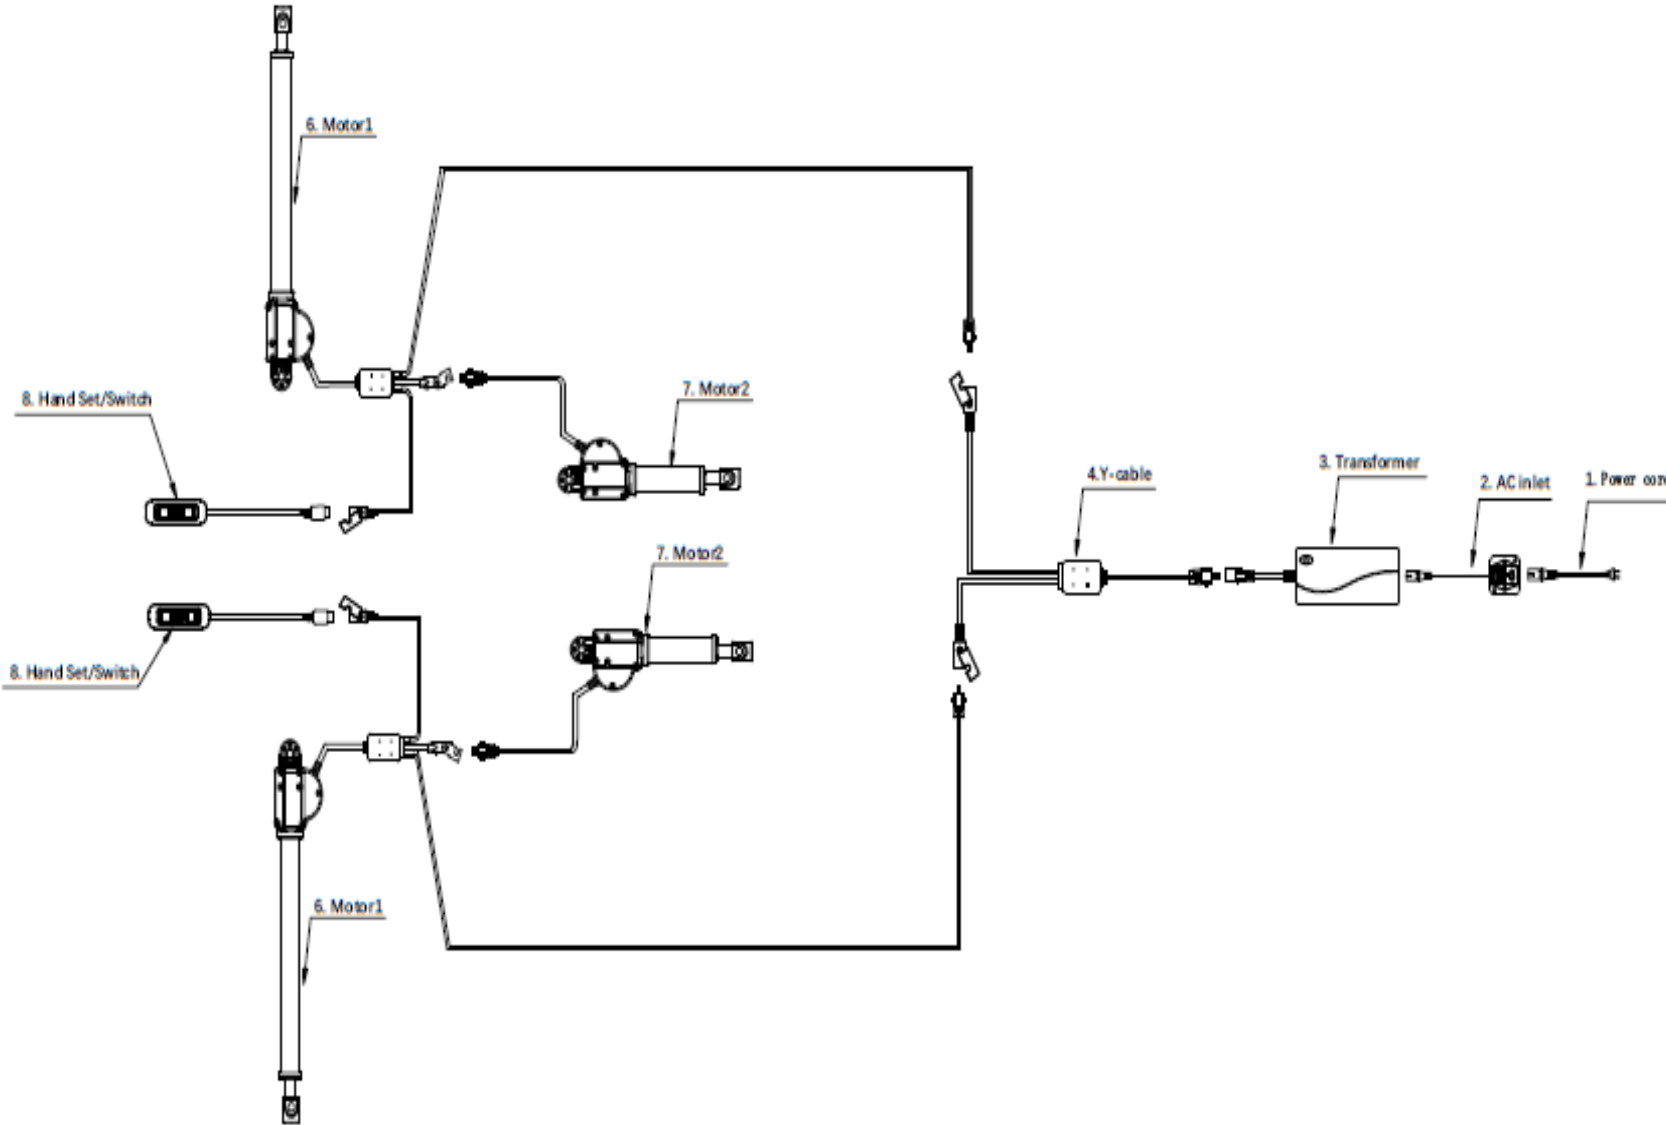 6. Motor1
8. Hand Set/Switch
7. Motor2
4.Y-cable
3. Transformer
2. AC inlet
1. Power cord
7. Motor2
8. Hand Set/Switch
6. Motor1